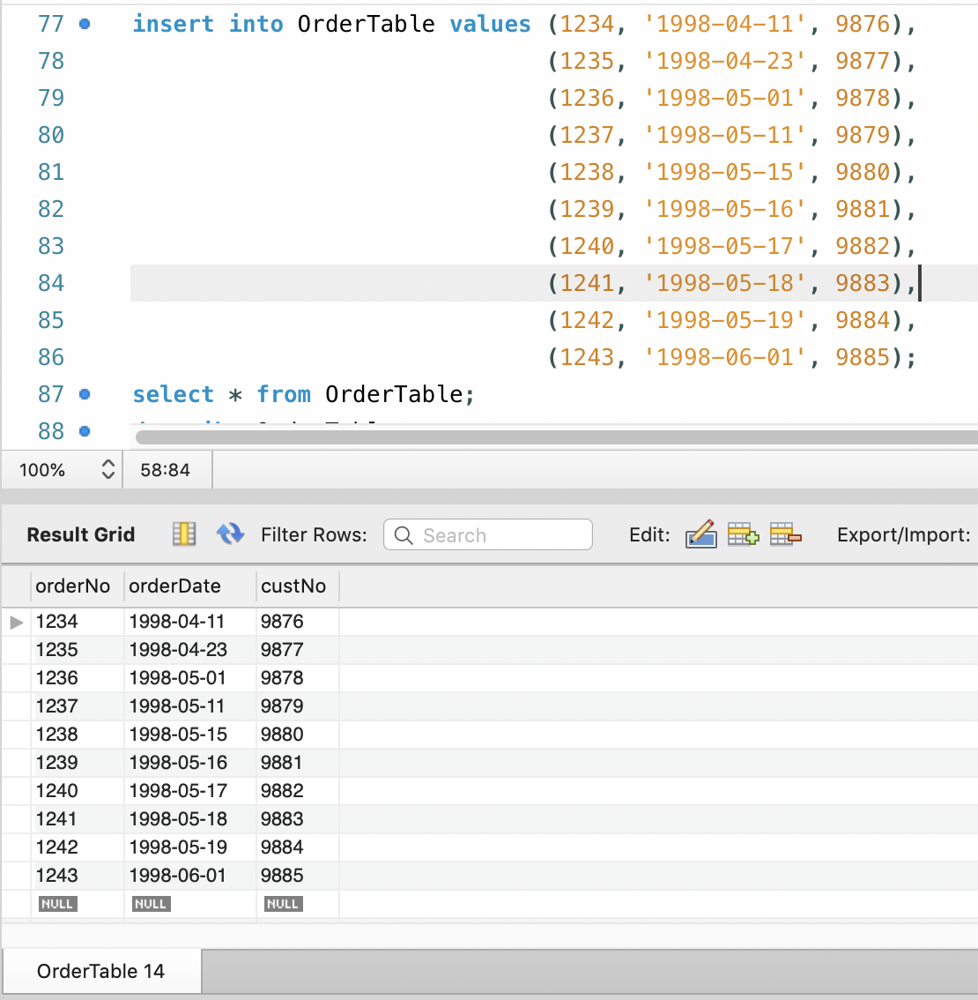 77 insert into OrderTable values (1234, '1998-04-11', 9876),
78 (1235, '1998-04-23', 9877),
79 (1236, '1998-05-01', 9878),
80 (1237, '1998-05-11', 9879),
81 (1238, '1998-05-15', 9880),
82 (1239, '1998-05-16', 9881),
83 (1240, '1998-05-17', 9882),
84 (1241, '1998-05-18', 9883),
85 (1242, '1998-05-19', 9884),
86 (1243, '1998-06-01', 9885);
87 select * from OrderTable;
88
100% 58:84
Result Grid Filter Rows: Search Edit: Export/Import:
orderNo orderDate custNo
1234 1998-04-11 9876
1235 1998-04-23 9877
1236 1998-05-01 9878
1237 1998-05-11 9879
1238 1998-05-15 9880
1239 1998-05-16 9881
1240 1998-05-17 9882
1241 1998-05-18 9883
1242 1998-05-19 9884
1243 1998-06-01 9885
NULL NULL NULL
OrderTable 14